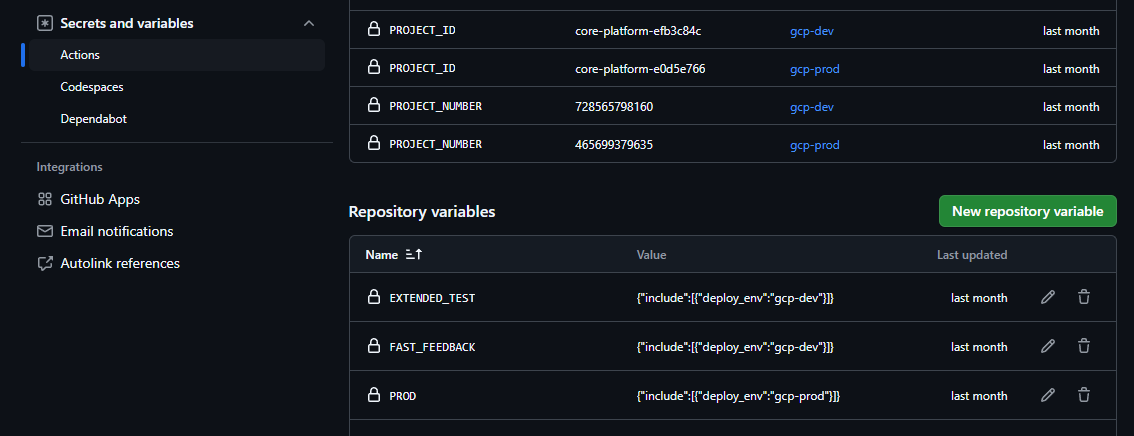 Secrets and variables
Actions
Codespaces
Dependabot
Integrations
GitHub Apps
Email notifications
Autolink references
PROJECT_ID core-platform-efb3c84c gcp-dev last month
PROJECT_ID core-platform-e0d5e766 gcp-prod last month
PROJECT_NUMBER 728565798160 gcp-dev last month
PROJECT_NUMBER 465699379635 gcp-prod last month
Repository variables New repository variable
Name Value Last updated
EXTENDED_TEST {"include":[{"deploy_env":"gcp-dev"}]} last month
FAST_FEEDBACK {"include":[{"deploy_env":"gcp-dev"}]} last month
PROD {"include":[{"deploy_env":"gcp-prod"}]} last month